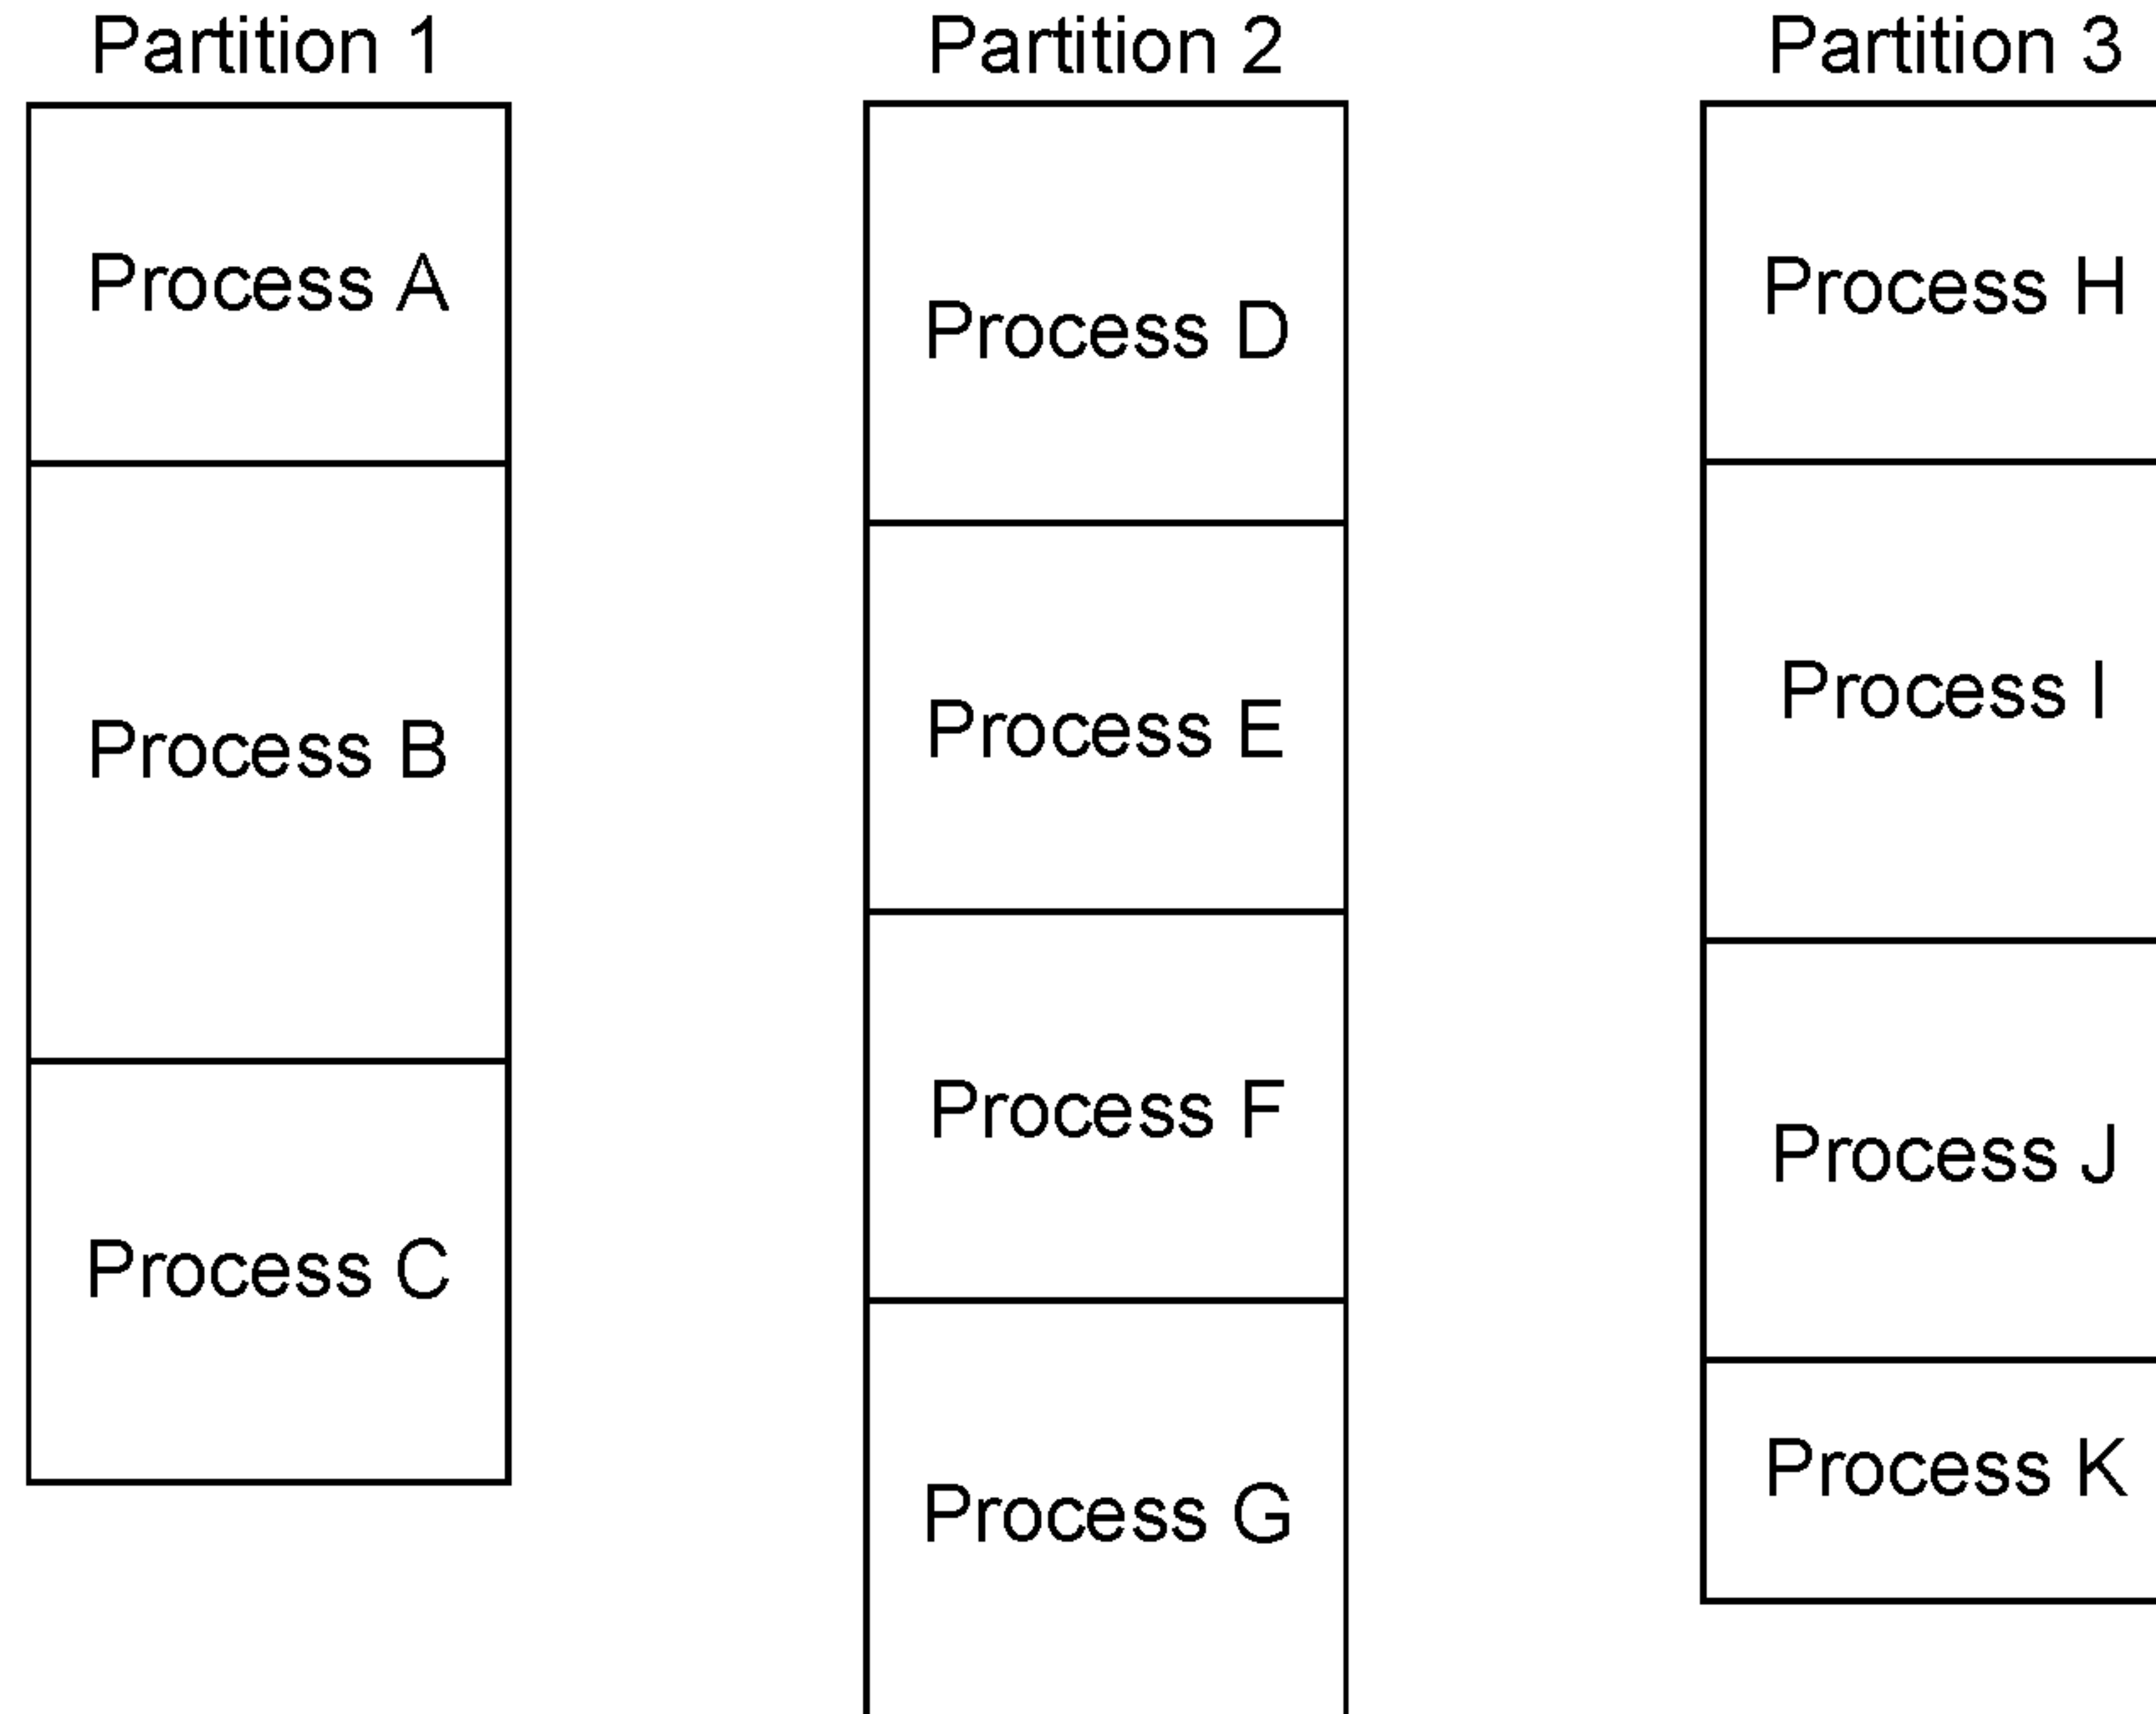 Partition 1
Process A
Process B
Process C
Partition 2
Process D
Process E
Process F
Process G
Partition 3
Process H
Process I
Process J
Process K